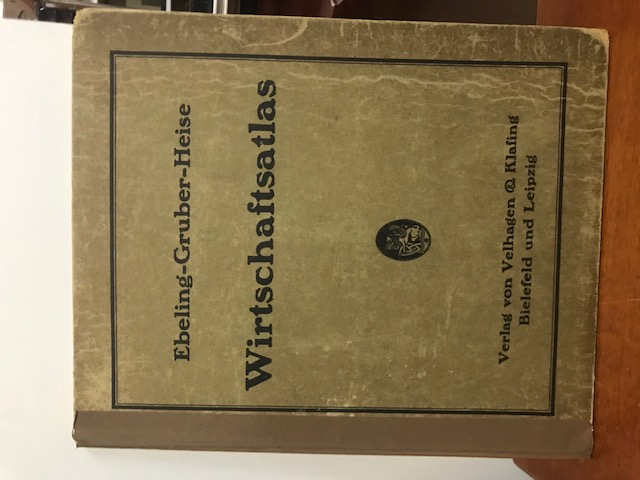 Ebeling-Gruber-Heise
Wirtschaftsatlas
Verlag von Velhagen & Klasing
Bielefeld und Leipzig